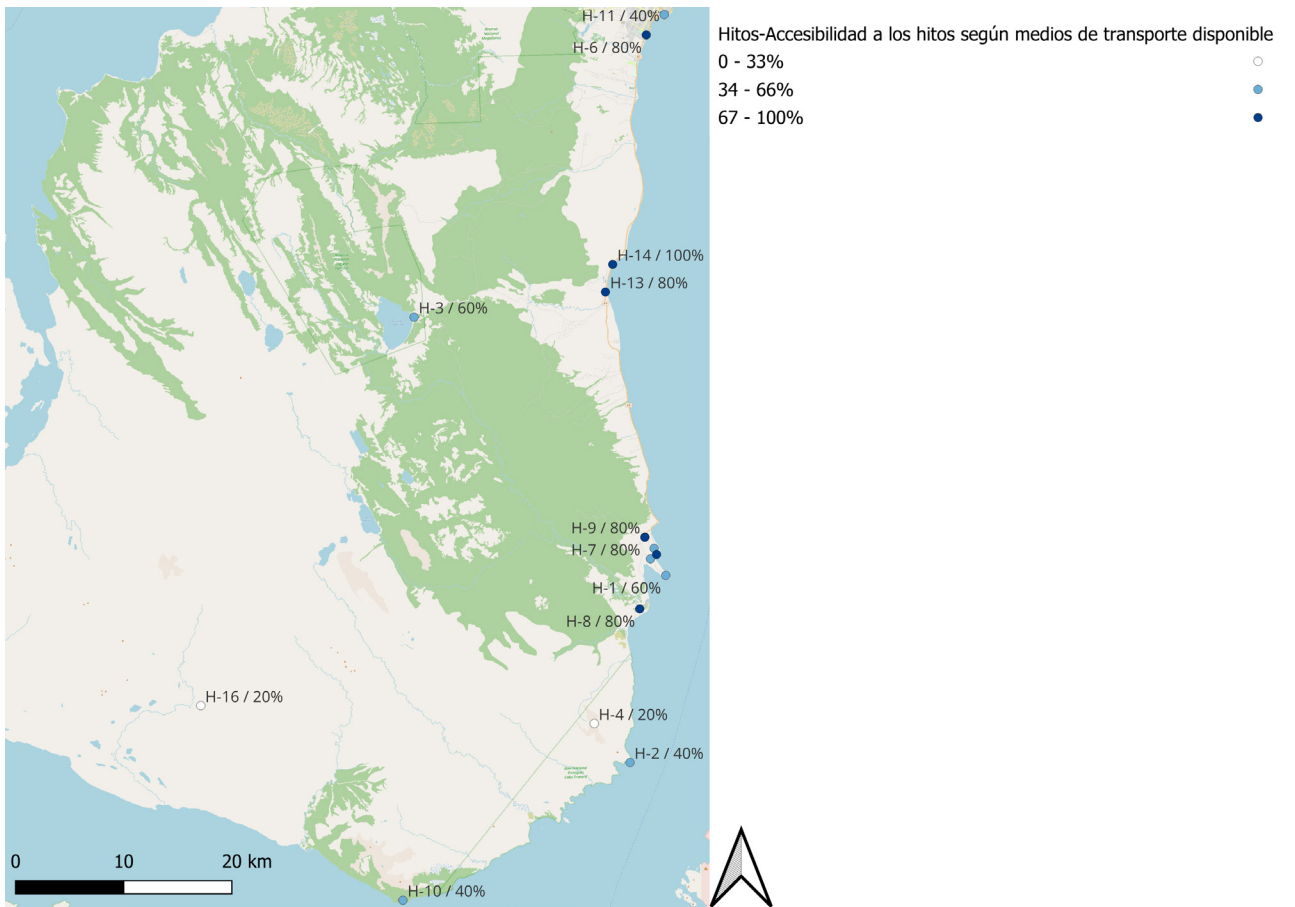 H-11 / 40%
H-6 / 80%
H-14 / 100%
H-13 / 80%
H-3 / 60%
H-9 / 80%
H-7 / 80%
H-1 / 60%
H-8 / 80%
H-16 / 20%
H-4 / 20%
H-2 / 40%
H-10 / 40%
0 10 20 km
Hitos-Accesibilidad a los hitos según medios de transporte disponible
0 - 33%
34 - 66%
67 - 100%